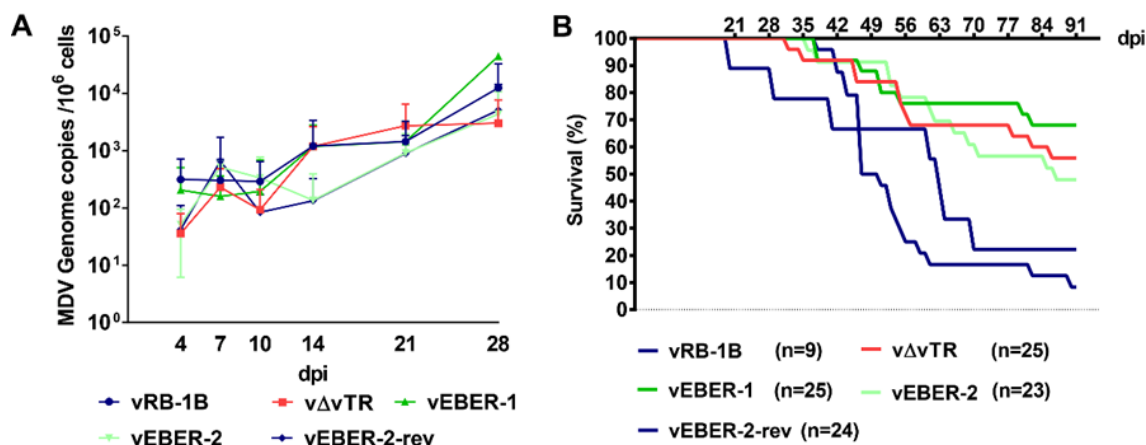 A
MDV Genome copies /10⁶ cells
10⁵
10⁴
10³
10²
10¹
10⁰
4 7 10 14 21 28
dpi
vRB-1B vΔvTR vEBER-1
vEBER-2 vEBER-2-rev
B
21 28 35 42 49 56 63 70 77 84 91 dpi
Survival (%)
100
90
80
70
60
50
40
30
20
10
0
vRB-1B (n=9) vΔvTR (n=25)
vEBER-1 (n=25) vEBER-2 (n=23)
vEBER-2-rev (n=24)